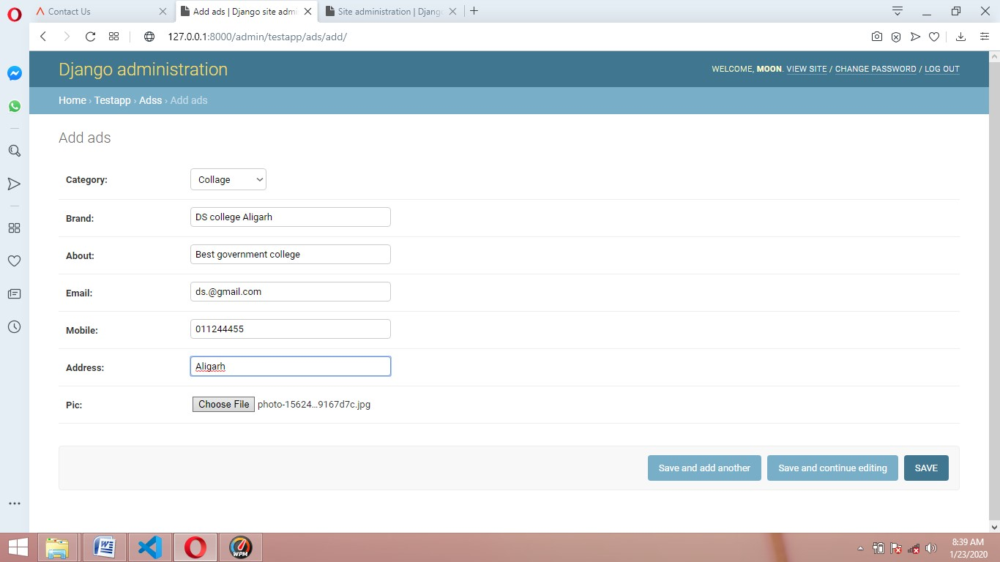 Contact Us
Add ads | Django site admi
Site administration | Djang
127.0.0.1:8000/admin/testapp/ads/add/
Django administration
WELCOME, MOON. VIEW SITE / CHANGE PASSWORD / LOG OUT
Home › Testapp › Adss › Add ads
Add ads
Category: Collage
Brand: DS college Aligarh
About: Best government college
Email: ds.@gmail.com
Mobile: 011244455
Address: Aligarh
Pic: Choose File photo-15624...9167d7c.jpg
Save and add another Save and continue editing SAVE
WPM
8:39 AM
1/23/2020